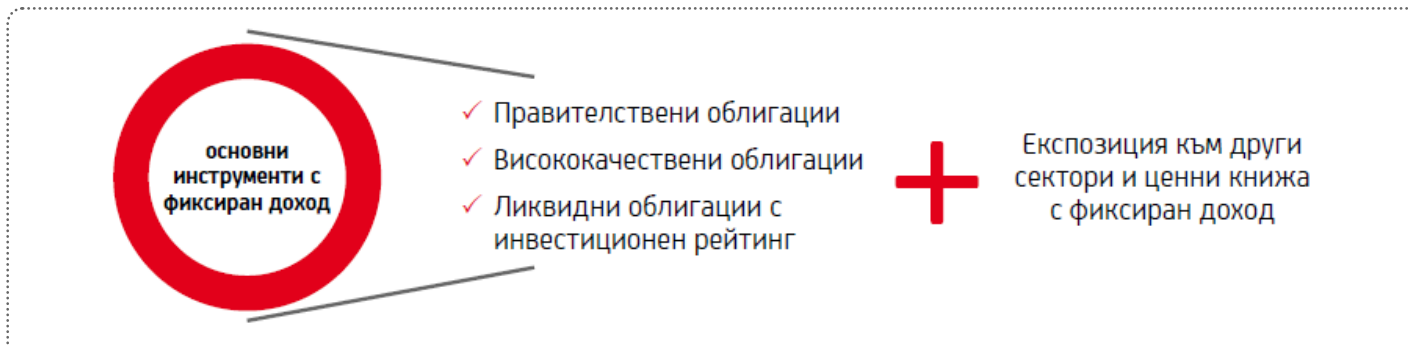 основни
инструменти с
фиксиран доход
Правителствени облигации
Висококачествени облигации
Ликвидни облигации с
инвестиционен рейтинг
Експозиция към други
сектори и ценни книжа
с фиксиран доход